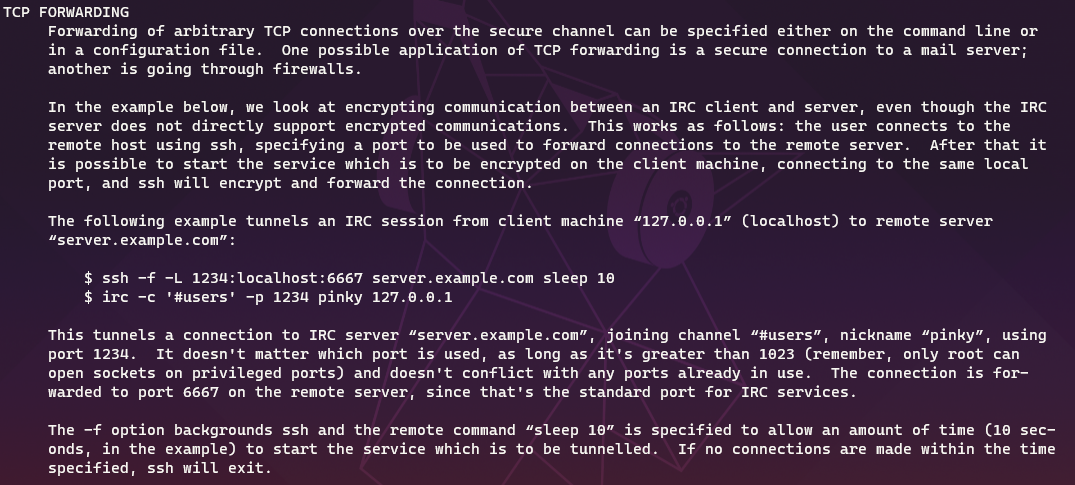 TCP FORWARDING
Forwarding of arbitrary TCP connections over the secure channel can be specified either on the command line or
in a configuration file.  One possible application of TCP forwarding is a secure connection to a mail server;
another is going through firewalls.

In the example below, we look at encrypting communication between an IRC client and server, even though the IRC
server does not directly support encrypted communications.  This works as follows: the user connects to the
remote host using ssh, specifying a port to be used to forward connections to the remote server.  After that it
is possible to start the service which is to be encrypted on the client machine, connecting to the same local
port, and ssh will encrypt and forward the connection.

The following example tunnels an IRC session from client machine “127.0.0.1” (localhost) to remote server
“server.example.com”:

$ ssh -f -L 1234:localhost:6667 server.example.com sleep 10
$ irc -c '#users' -p 1234 pinky 127.0.0.1

This tunnels a connection to IRC server “server.example.com”, joining channel “#users”, nickname “pinky”, using
port 1234.  It doesn't matter which port is used, as long as it's greater than 1023 (remember, only root can
open sockets on privileged ports) and doesn't conflict with any ports already in use.  The connection is for‐
warded to port 6667 on the remote server, since that's the standard port for IRC services.

The -f option backgrounds ssh and the remote command “sleep 10” is specified to allow an amount of time (10 sec‐
onds, in the example) to start the service which is to be tunnelled.  If no connections are made within the time
specified, ssh will exit.